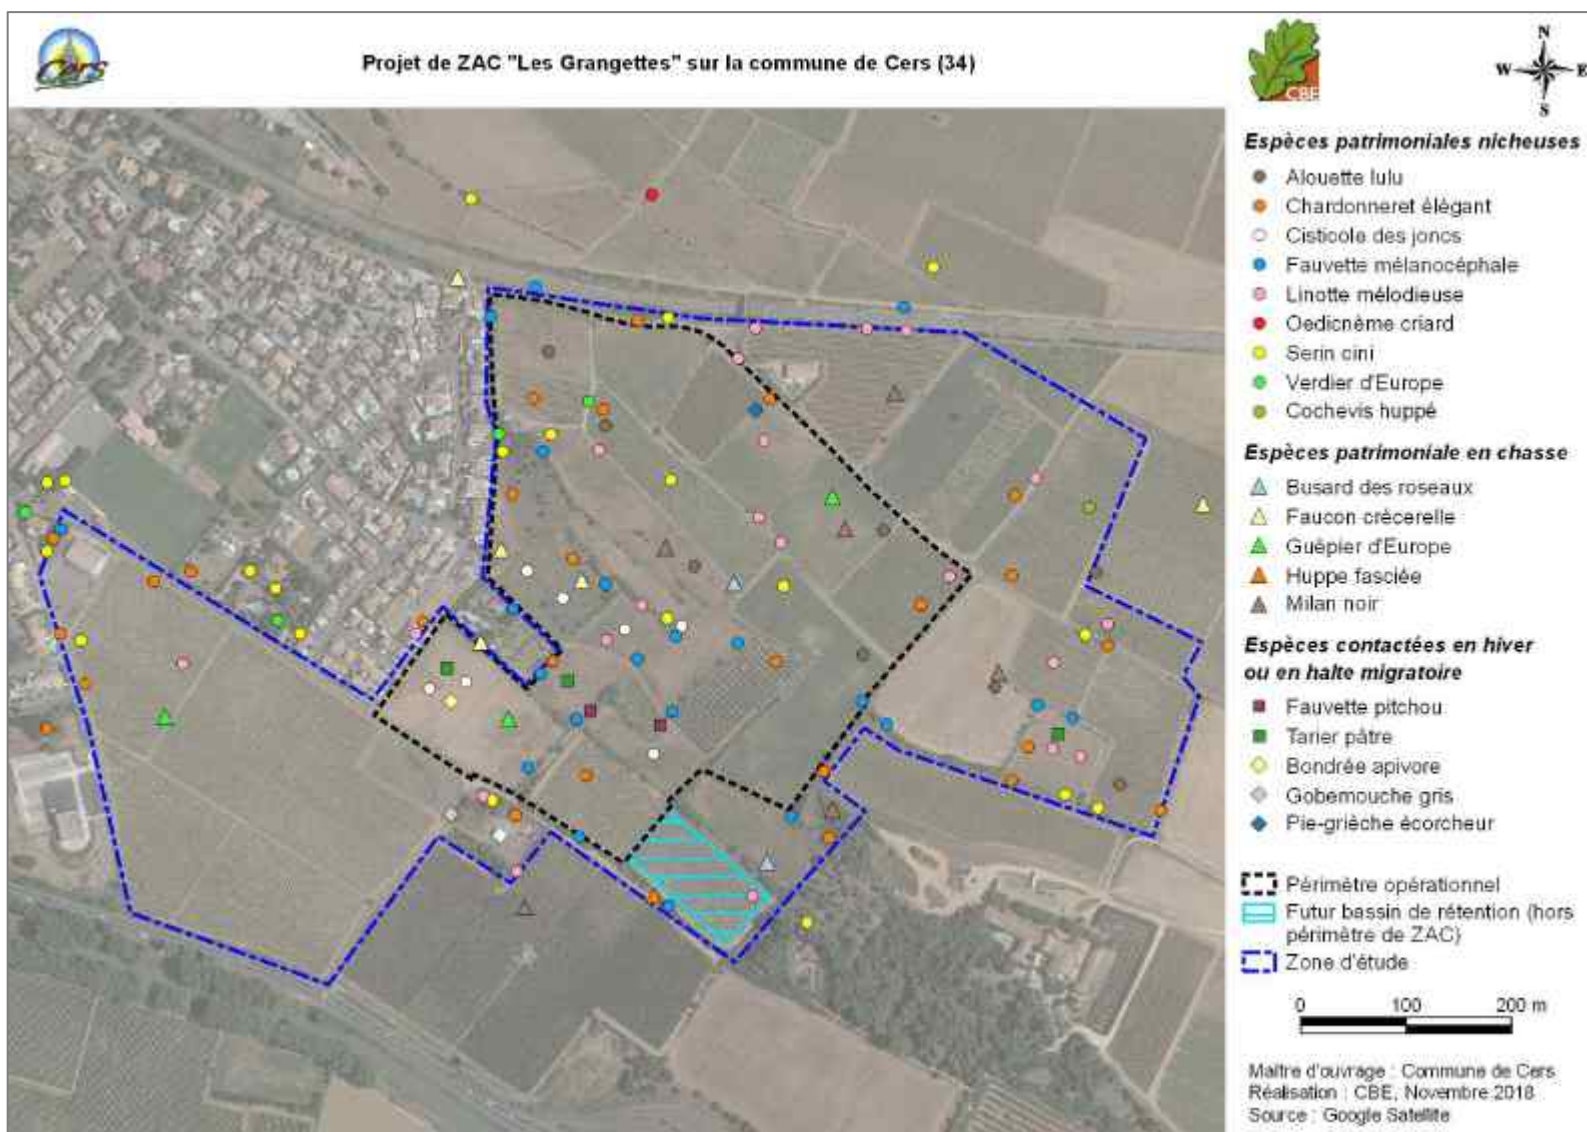 Cers
Projet de ZAC "Les Grangettes" sur la commune de Cers (34)
CBE
N
W E
S
Espèces patrimoniales nicheuses
Alouette lulu
Chardonneret élégant
Cisticole des joncs
Fauvette mélanocéphale
Linotte mélodieuse
Oedicnème criard
Serin cini
Verdier d'Europe
Cochevis huppé
Espèces patrimoniale en chasse
Busard des roseaux
Faucon crécerelle
Guêpier d'Europe
Huppe fasciée
Milan noir
Espèces contactées en hiver
ou en halte migratoire
Fauvette pitchou
Tarier pâtre
Bondrée apivore
Gobemouche gris
Pie-grièche écorcheur
Périmètre opérationnel
Futur bassin de rétention (hors
périmètre de ZAC)
Zone d'étude
0 100 200 m
Maître d'ouvrage : Commune de Cers
Réalisation : CBE, Novembre 2018
Source : Google Satellite